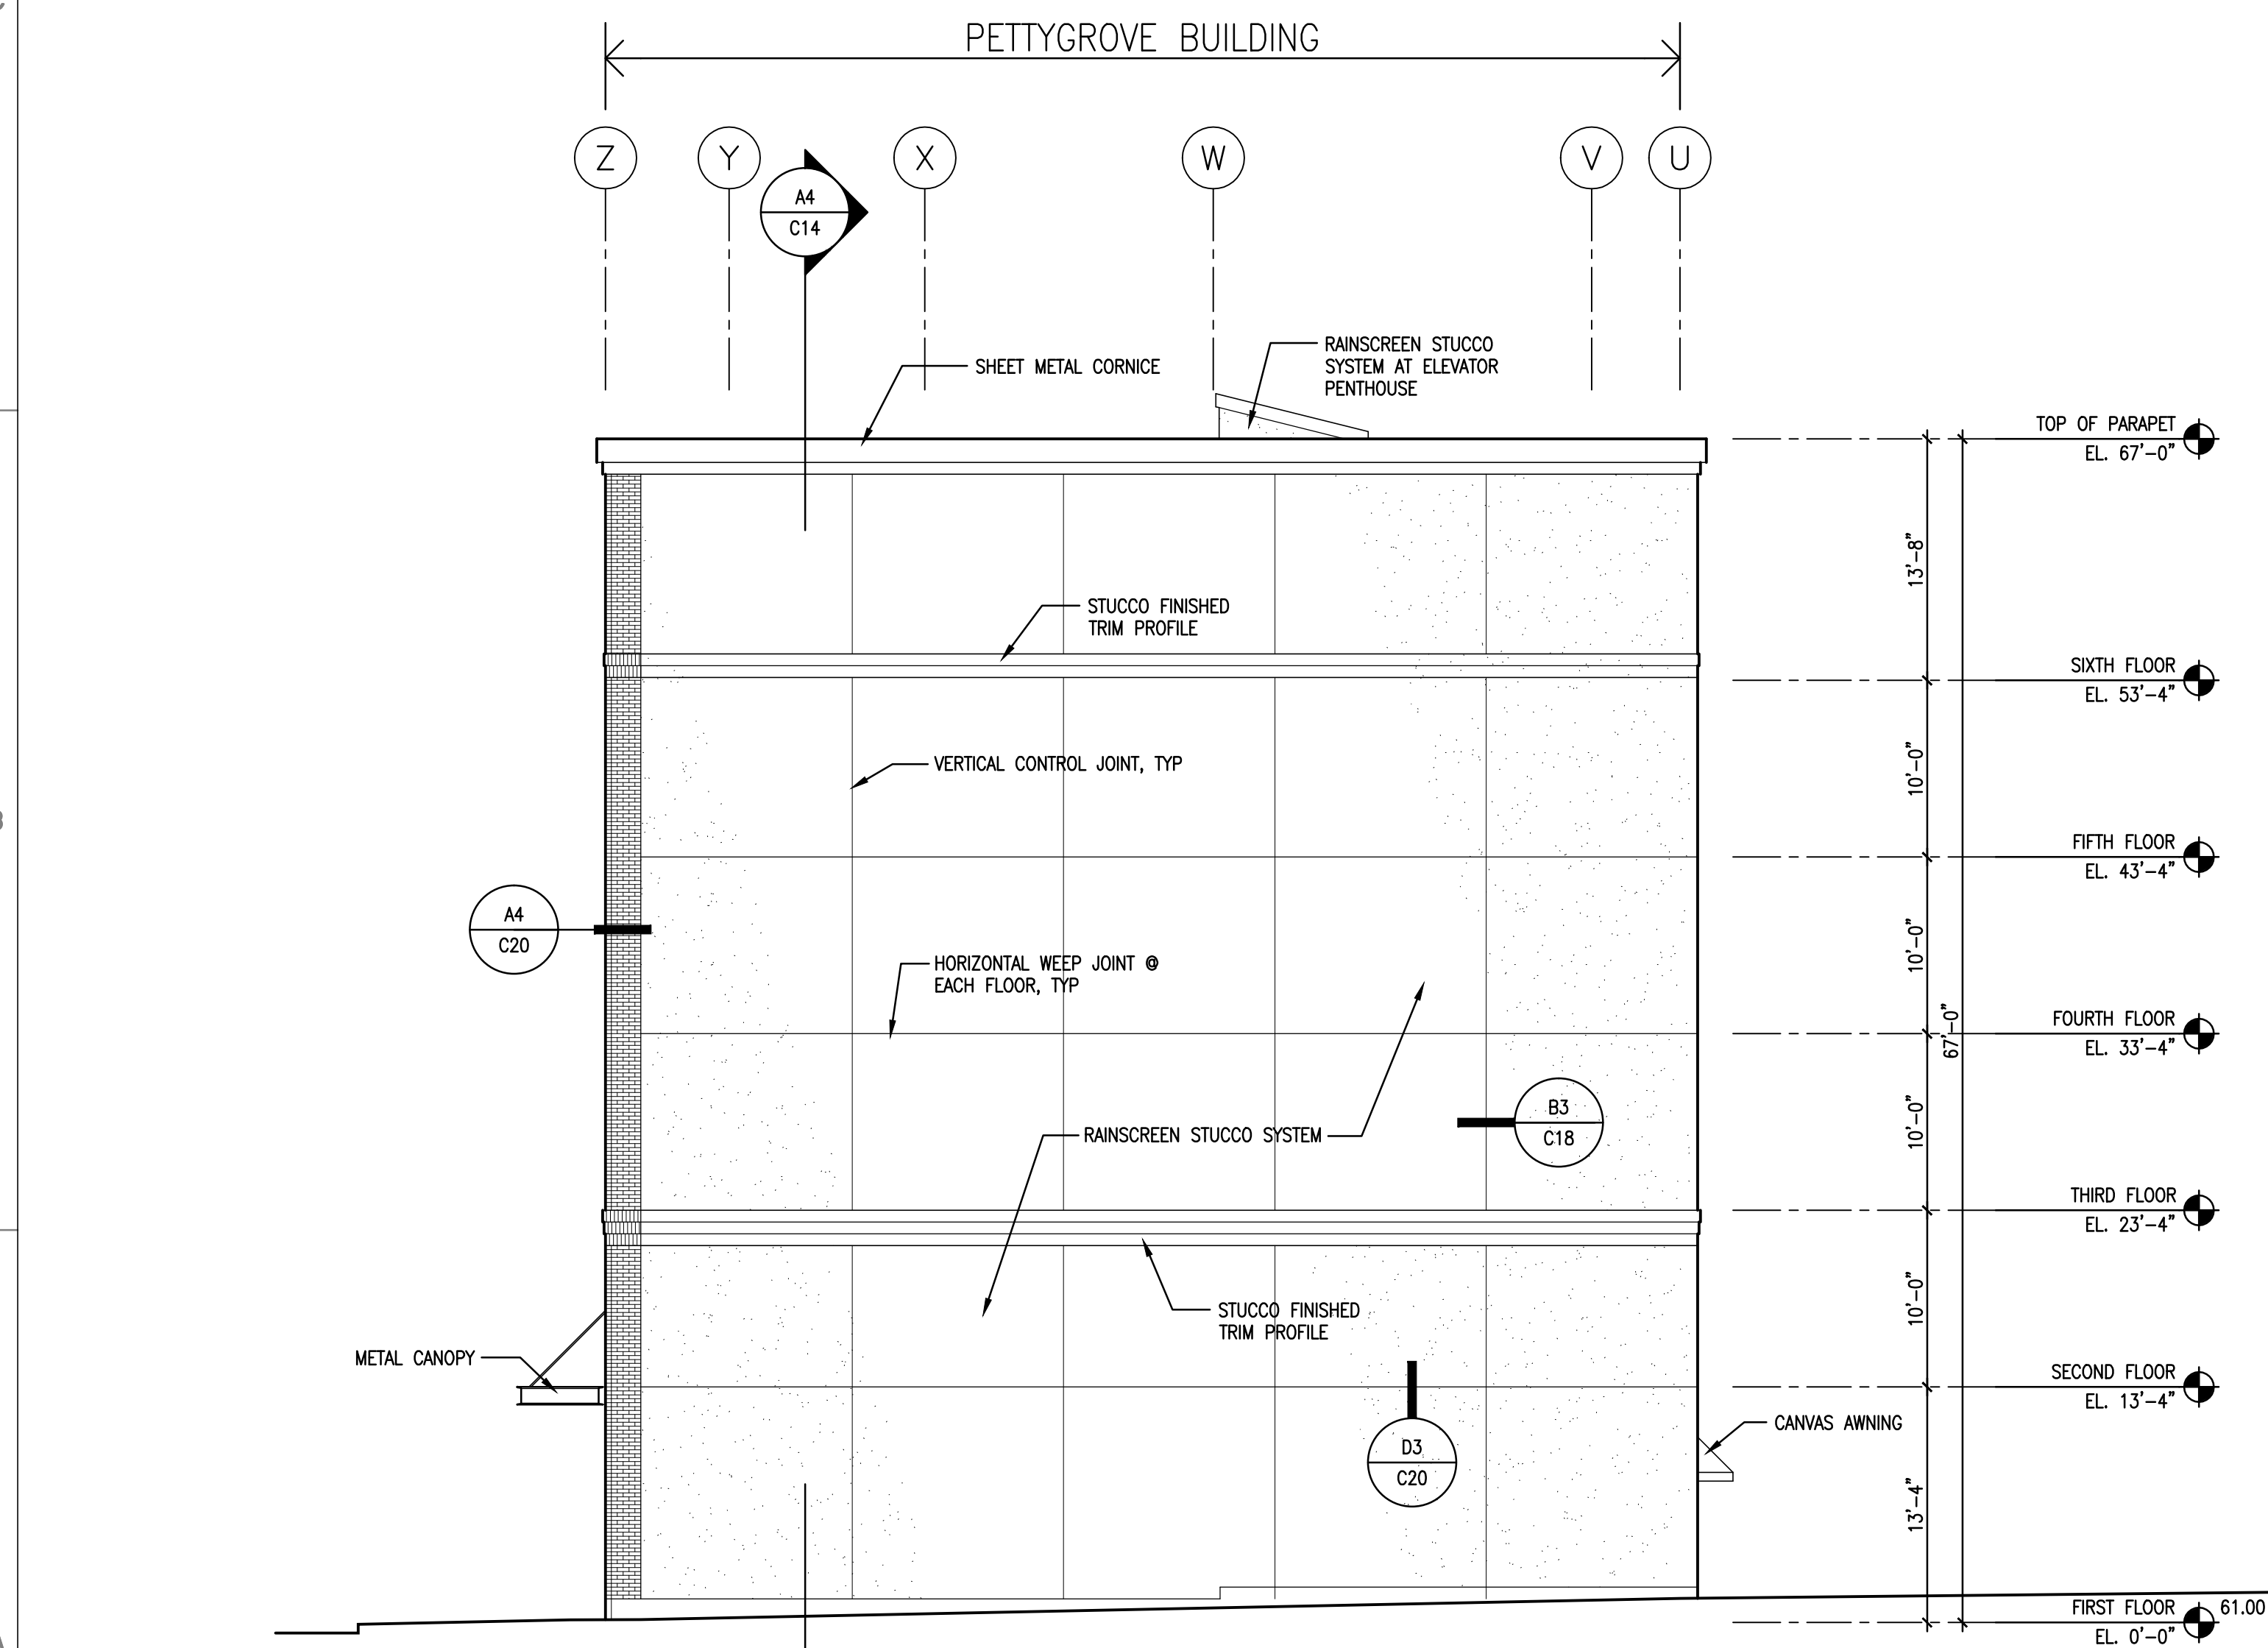 PETTYGROVE BUILDING
Z
Y
X
W
V
U
A4
C14
SHEET METAL CORNICE
RAINSCREEN STUCCO
SYSTEM AT ELEVATOR
PENTHOUSE
TOP OF PARAPET
EL. 67'-0"
13'-8"
STUCCO FINISHED
TRIM PROFILE
SIXTH FLOOR
EL. 53'-4"
VERTICAL CONTROL JOINT, TYP
10'-0"
FIFTH FLOOR
EL. 43'-4"
A4
C20
HORIZONTAL WEEP JOINT @
EACH FLOOR, TYP
10'-0"
67'-0"
FOURTH FLOOR
EL. 33'-4"
RAINSCREEN STUCCO SYSTEM
B3
C18
10'-0"
THIRD FLOOR
EL. 23'-4"
STUCCO FINISHED
TRIM PROFILE
10'-0"
METAL CANOPY
SECOND FLOOR
EL. 13'-4"
CANVAS AWNING
D3
C20
13'-4"
FIRST FLOOR
EL. 0'-0"
61.00